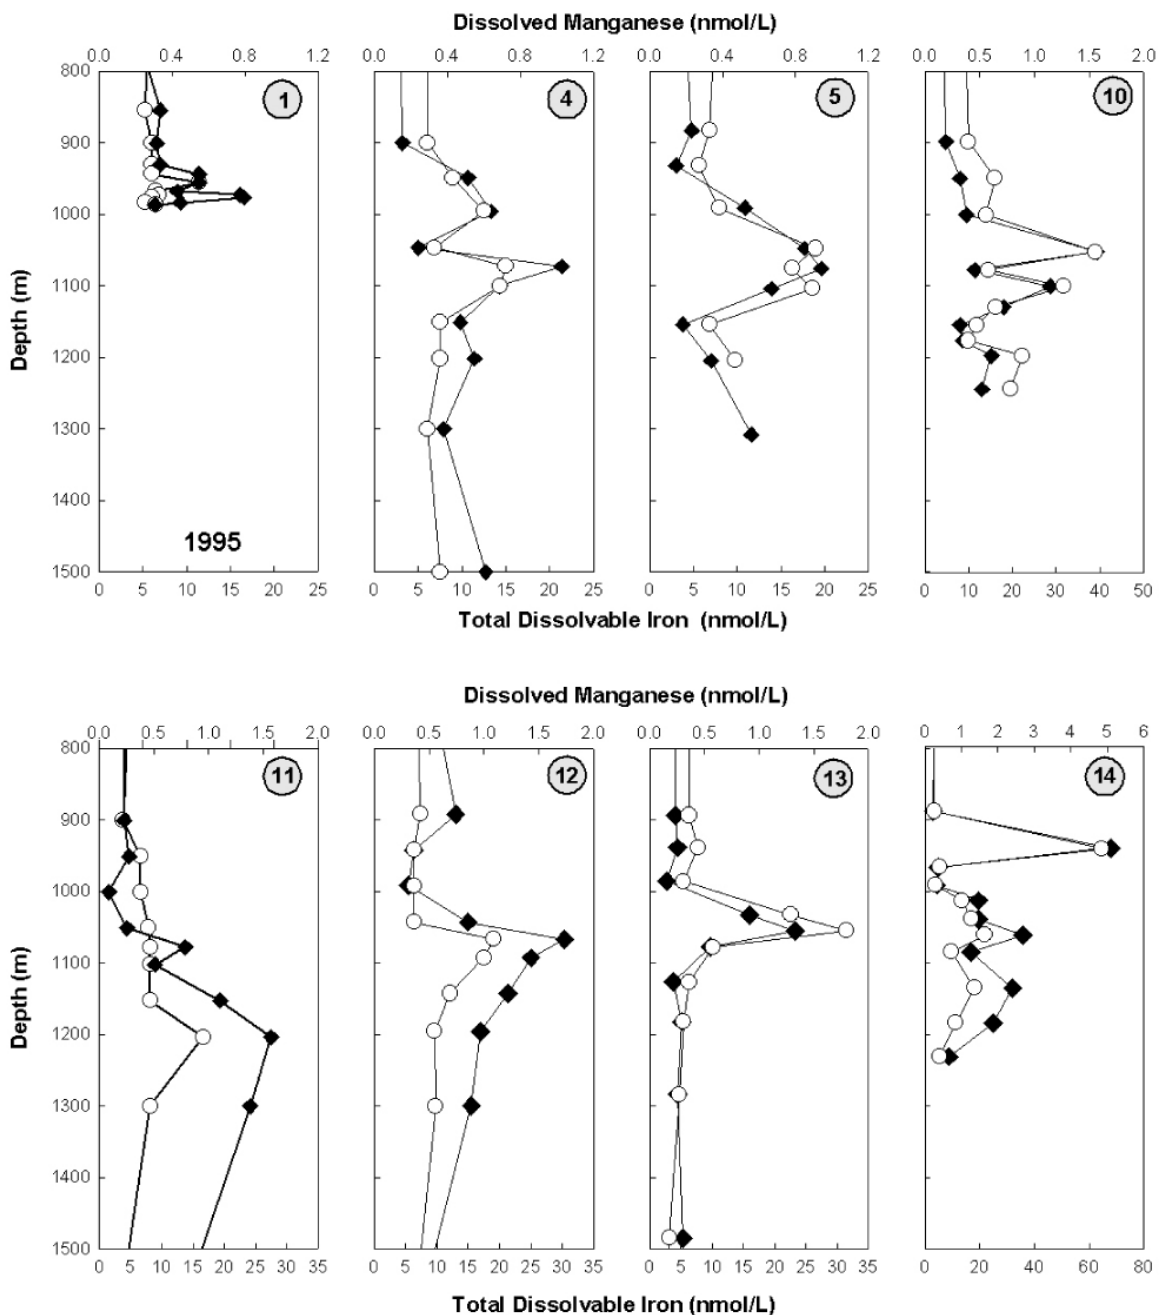 Dissolved Manganese (nmol/L)
0.0 0.4 0.8 1.2 0.0 0.4 0.8 1.2 0.0 0.4 0.8 1.2 0.0 0.5 1.0 1.5 2.0
800
1 4 5 10
900
1000
1100
Depth (m)
1200
1300
1400
1995
1500
0 5 10 15 20 25 0 5 10 15 20 25 0 5 10 15 20 25 0 10 20 30 40 50
Total Dissolvable Iron (nmol/L)
Dissolved Manganese (nmol/L)
0.0 0.4 0.8 1.2 1.6 2.0 0.0 0.5 1.0 1.5 2.0 0.0 0.5 1.0 1.5 2.0 0 1 2 3 4 5 6
800
11 12 13 14
900
1000
1100
Depth (m)
1200
1300
1400
1500
0 5 10 15 20 25 30 35 0 5 10 15 20 25 30 35 0 5 10 15 20 25 30 35 0 20 40 60 80
Total Dissolvable Iron (nmol/L)